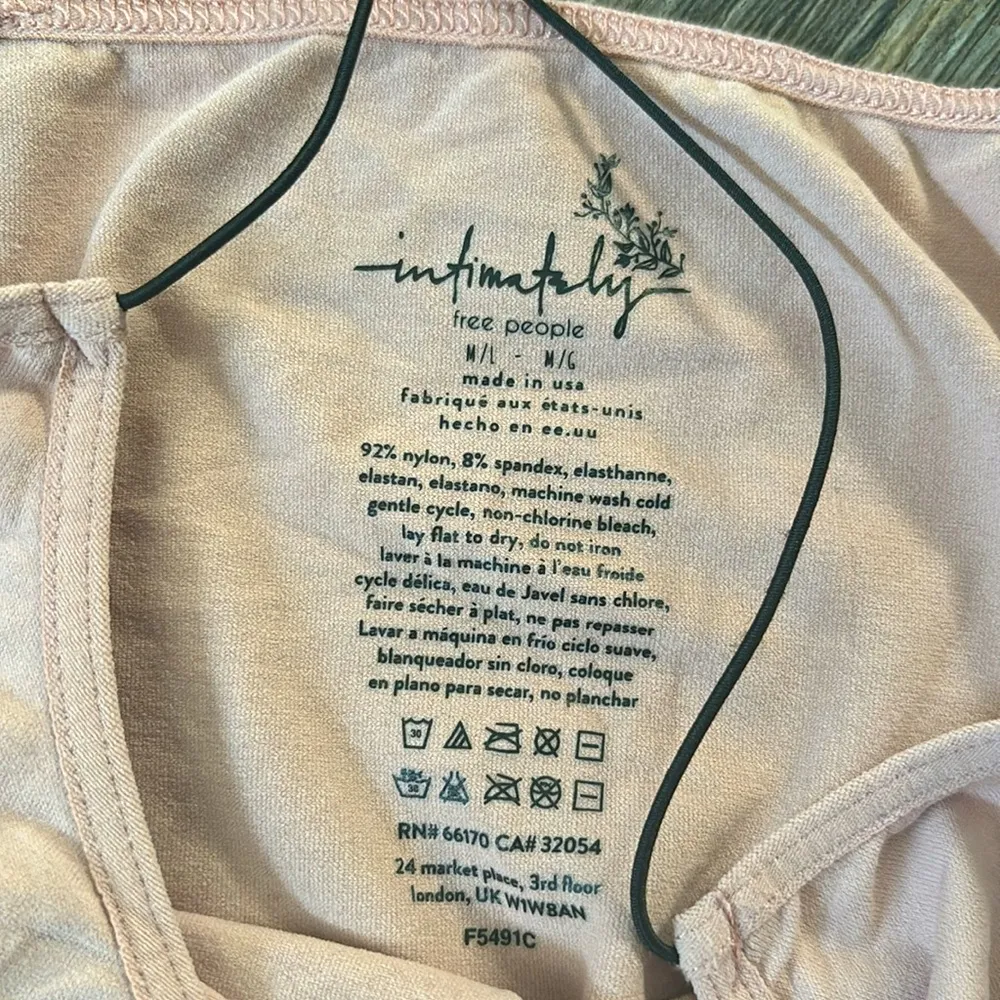 intimately
free people
M/L - M/G
made in usa
fabriqué aux états-unis
hecho en ee.uu
92% nylon, 8% spandex, elasthanne,
elastan, elastano, machine wash cold
gentle cycle, non-chlorine bleach,
lay flat to dry, do not iron
laver à la machine à l'eau froide
cycle délica, eau de Javel sans chlore,
faire sécher à plat, ne pas repasser
Lavar a máquina en frío ciclo suave,
blanqueador sin cloro, coloque
en plano para secar, no planchar
30
30
RN# 66170 CA# 32054
24 market place, 3rd floor
london, UK W1W8AN
F5491C